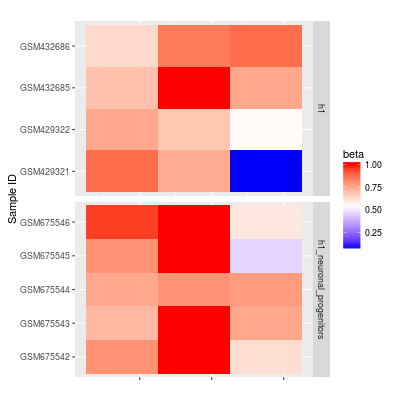 GSM432686
GSM432685
GSM429322
GSM429321
h1
GSM675546
GSM675545
GSM675544
GSM675543
GSM675542
h1_neuronal_progenitors
Sample ID
beta
1.00
0.75
0.50
0.25